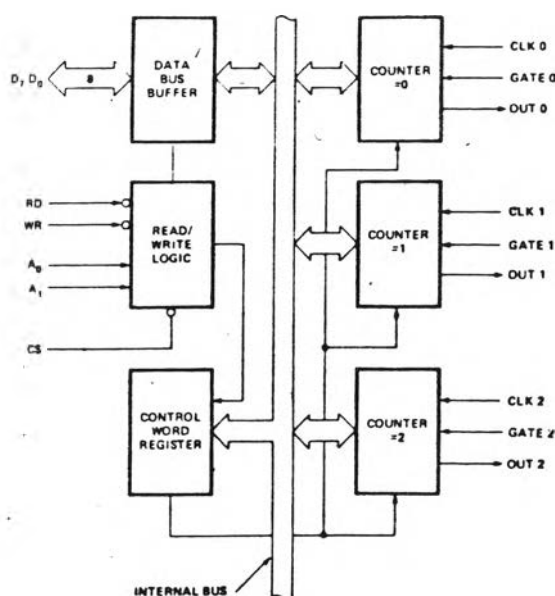 D7 D0
8
DATA
BUS
BUFFER
COUNTER
=0
CLK 0
GATE 0
OUT 0
RD
WR
A0
A1
CS
READ/
WRITE
LOGIC
COUNTER
=1
CLK 1
GATE 1
OUT 1
CONTROL
WORD
REGISTER
COUNTER
=2
CLK 2
GATE 2
OUT 2
INTERNAL BUS